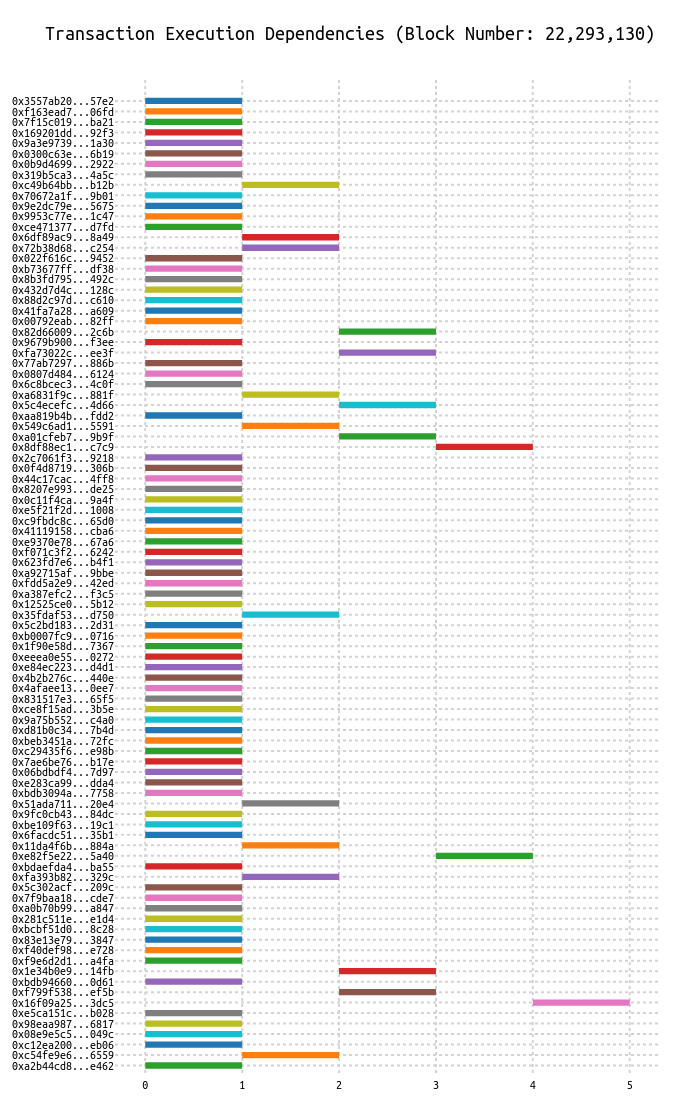 Transaction Execution Dependencies (Block Number: 22,293,130)
0x3557ab20...57e2
0xf163ead7...06fd
0x7f15c019...ba21
0x169201dd...92f3
0x9a3e9739...1a30
0x0300c63e...6b19
0x0b9d4699...2922
0x319b5ca3...4a5c
0xc49b64bb...b12b
0x70672a1f...9b01
0x9e2dc79e...5675
0x9953c77e...1c47
0xce471377...d7fd
0x6df89ac9...8a49
0x72b38d68...c254
0x022f616c...9452
0xb73677ff...df38
0x8b3fd795...492c
0x432d7d4c...128c
0x88d2c97d...c610
0x41fa7a28...a609
0x00792eab...82ff
0x82d66009...2c6b
0x9679b900...f3ee
0xfa73022c...ee3f
0x77ab7297...886b
0x0807d484...6124
0x6c8bcec3...4c0f
0xa6831f9c...881f
0x5c4ecefc...4d66
0xaa819b4b...fdd2
0x549c6ad1...5591
0xa01cfeb7...9b9f
0x8df88ec1...c7c9
0x2c7061f3...9218
0x0f4d8719...306b
0x44c17cac...4ff8
0x8207e993...de25
0x0c11f4ca...9a4f
0xe5f21f2d...1008
0xc9fbdc8c...65d0
0x41119158...cba6
0xe9370e78...67a6
0xf071c3f2...6242
0x623fd7e6...b4f1
0xa92715af...9bbe
0xfdd5a2e9...42ed
0xa387efc2...f3c5
0x12525ce0...5b12
0x35fdaf53...d750
0x5c2bd183...2d31
0xb0007fc9...0716
0x1f90e58d...7367
0xeeea0e55...0272
0xe84ec223...d4d1
0x4b2b276c...440e
0x4afaee13...0ee7
0x831517e3...65f5
0xce8f15ad...3b5e
0x9a75b552...c4a0
0xd81b0c34...7b4d
0xbeb3451a...72fc
0xc29435f6...e98b
0x7ae6be76...b17e
0x06bdbdf4...7d97
0xe283ca99...dda4
0xbdb3094a...7758
0x51ada711...20e4
0x9fc0cb43...84dc
0xbe109f63...19c1
0x6facdc51...35b1
0x11da4f6b...884a
0xe82f5e22...5a40
0xbdaefda4...ba55
0xfa393b82...329c
0x5c302acf...209c
0x7f9baa18...cde7
0xa0b70b99...a847
0x281c511e...e1d4
0xbcbf51d0...8c28
0x83e13e79...3847
0xf40def98...e728
0xf9e6d2d1...a4fa
0x1e34b0e9...14fb
0xbdb94660...0d61
0xf799f538...ef5b
0x16f09a25...3dc5
0xe5ca151c...b028
0x98eaa987...6817
0x08e9e5c5...049c
0xc12ea200...eb06
0xc54fe9e6...6559
0xa2b44cd8...e462
0 1 2 3 4 5